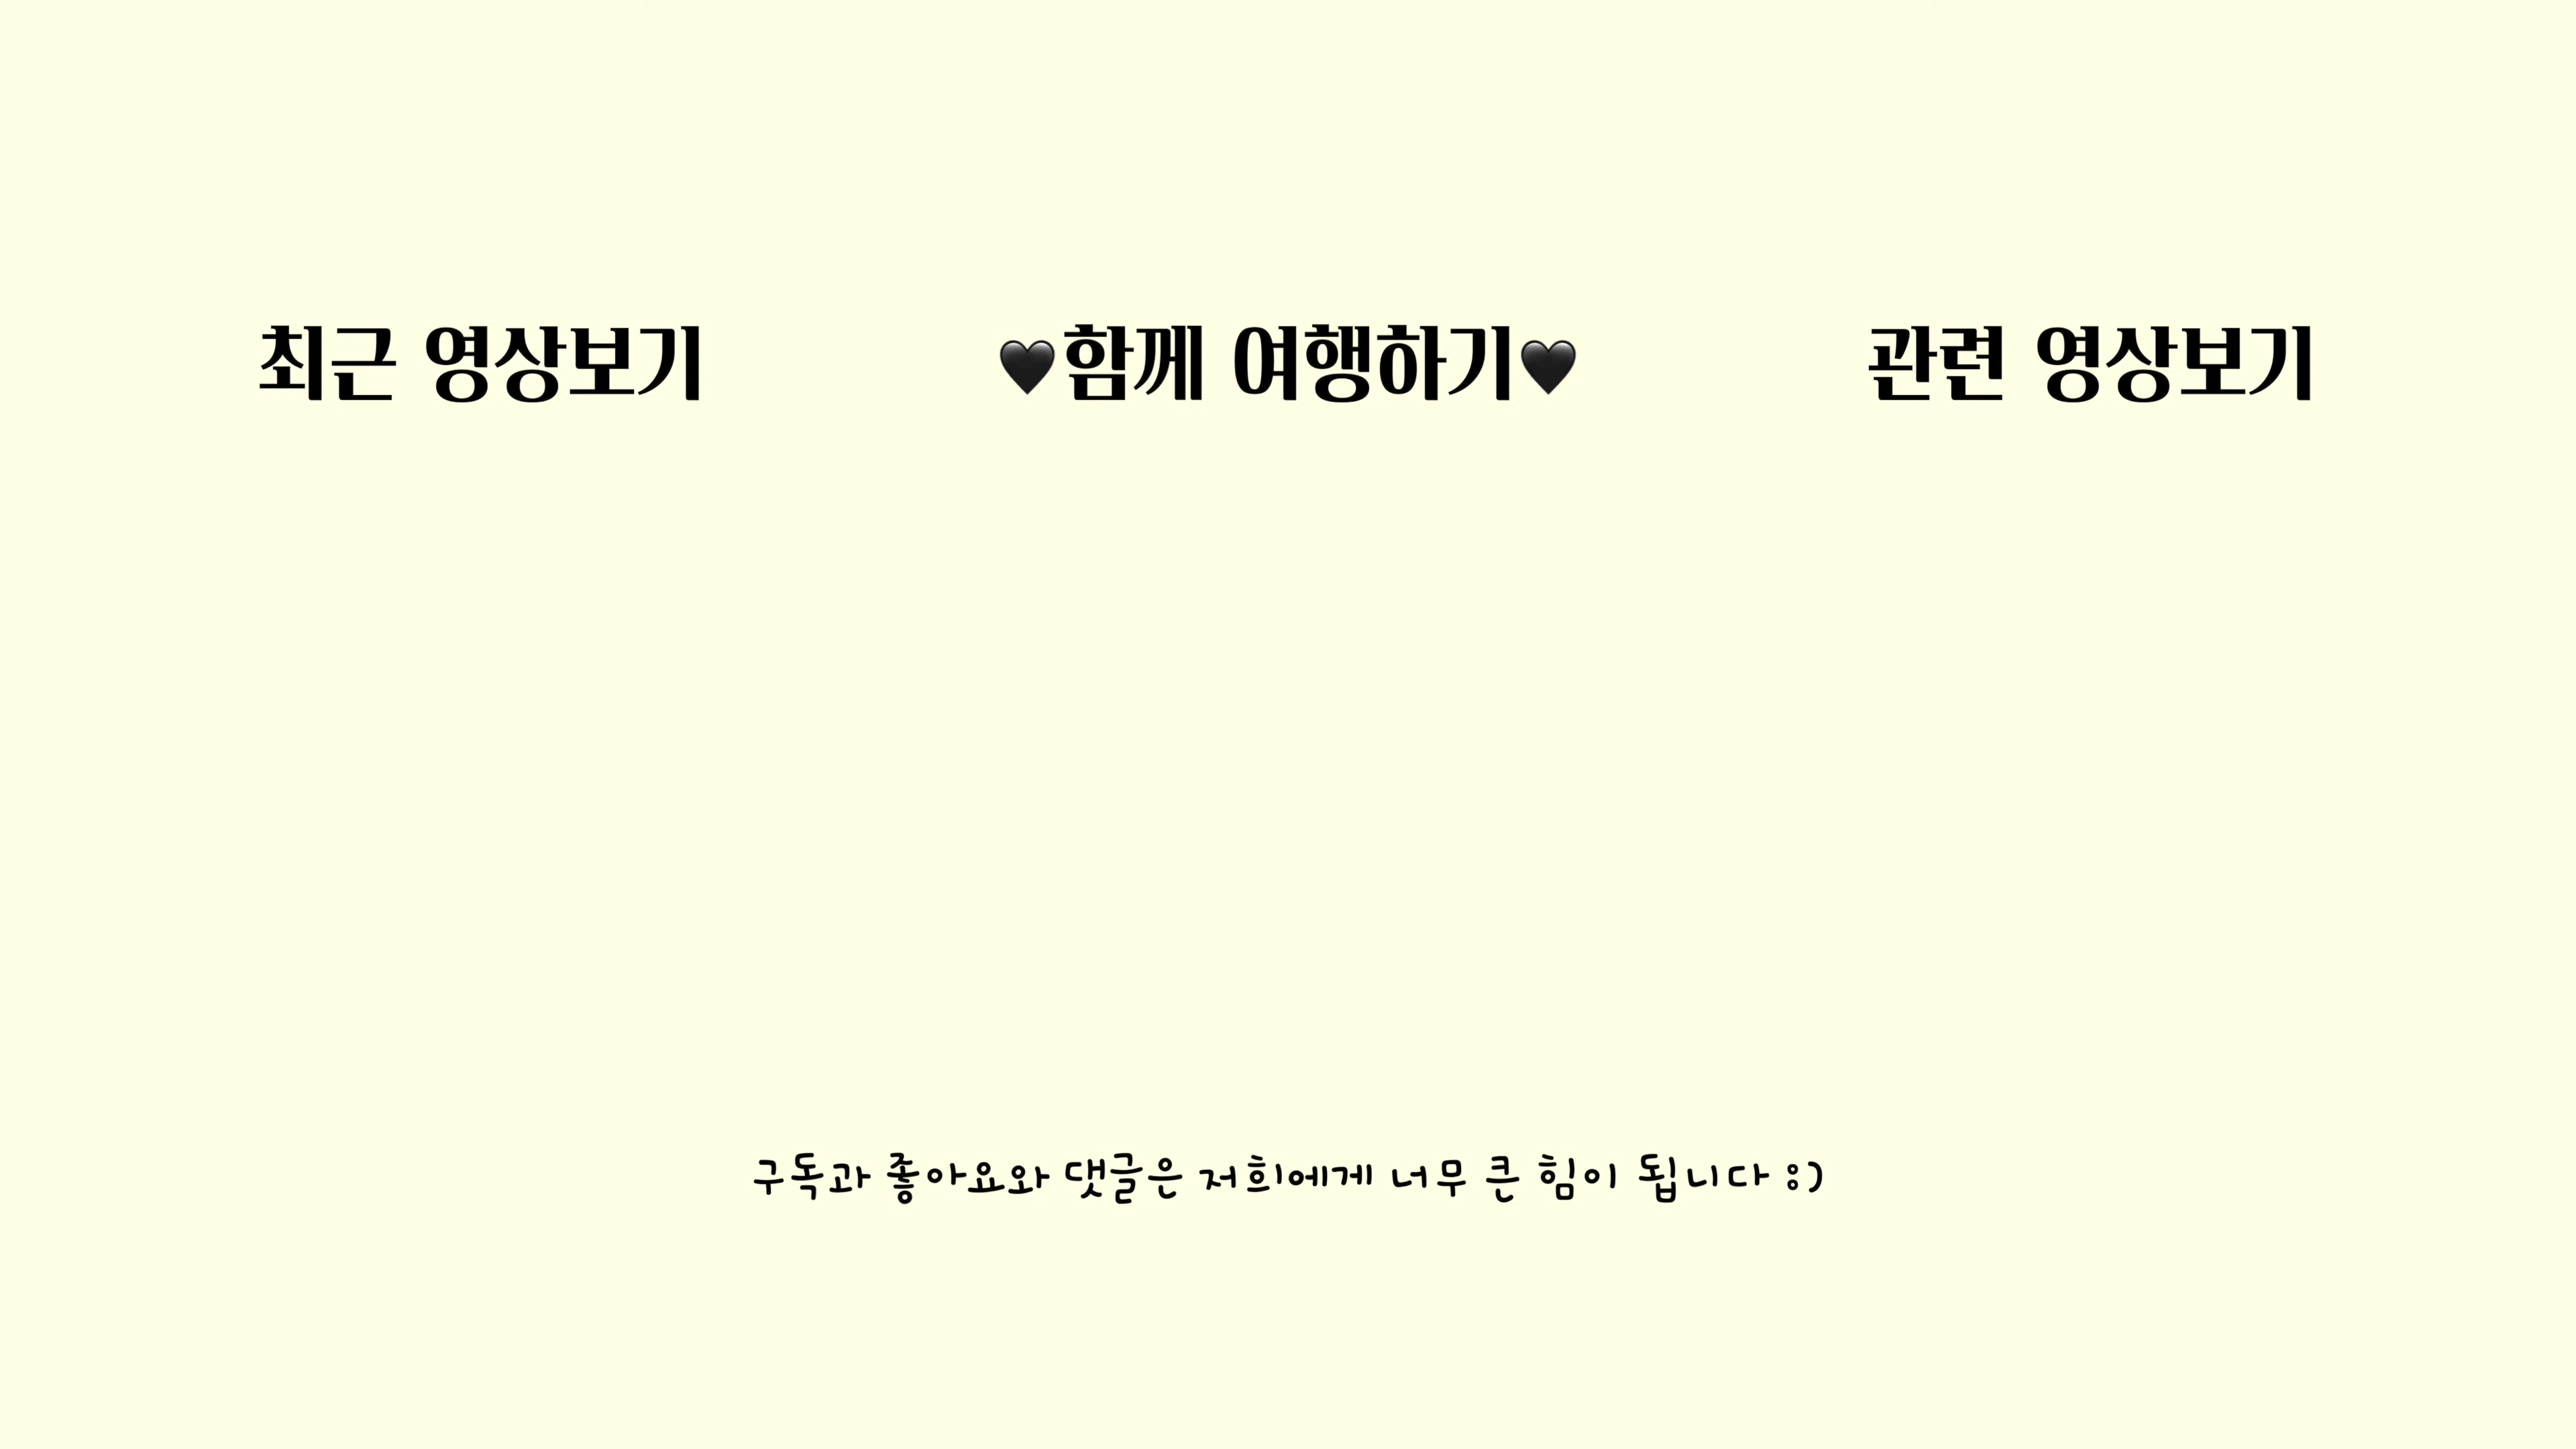 최근 영상보기
🖤함께 여행하기🖤
관련 영상보기
구독과 좋아요와 댓글은 저희에게 너무 큰 힘이 됩니다 :)